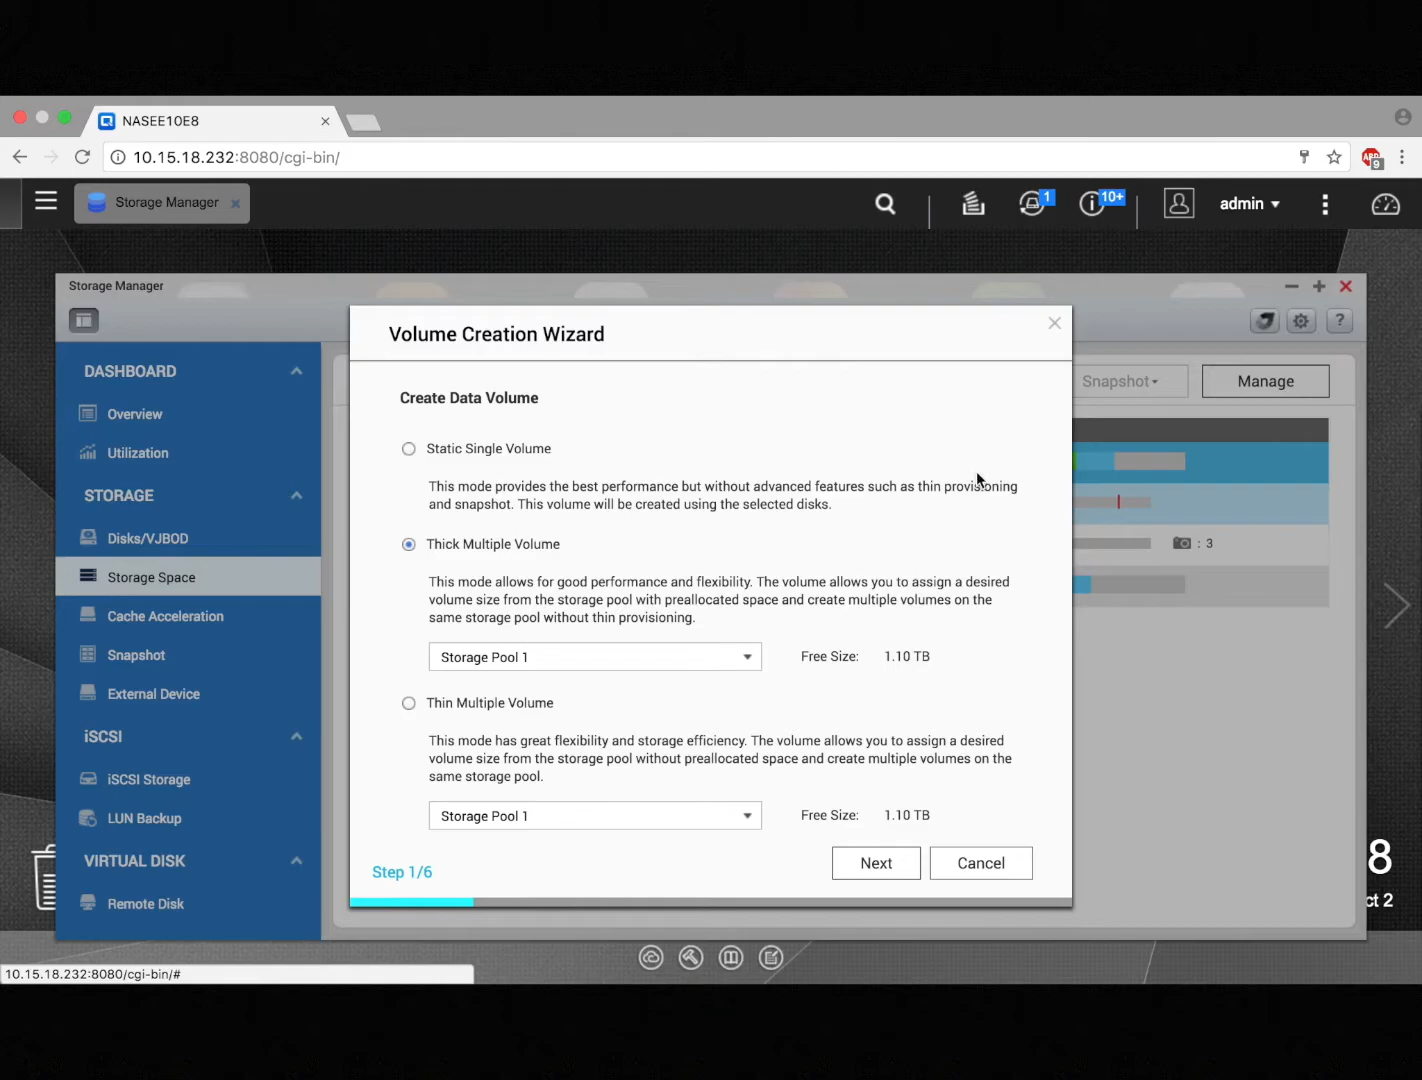 NASEE10E8
10.15.18.232:8080/cgi-bin/
ABP
9
Storage Manager
1
10+
admin
Storage Manager
Volume Creation Wizard
DASHBOARD
Overview
Utilization
STORAGE
Disks/VJBOD
Storage Space
Cache Acceleration
Snapshot
External Device
iSCSI
iSCSI Storage
LUN Backup
VIRTUAL DISK
Remote Disk
Create Data Volume
Static Single Volume
This mode provides the best performance but without advanced features such as thin provisioning
and snapshot. This volume will be created using the selected disks.
Thick Multiple Volume
This mode allows for good performance and flexibility. The volume allows you to assign a desired
volume size from the storage pool with preallocated space and create multiple volumes on the
same storage pool without thin provisioning.
Storage Pool 1
Free Size: 1.10 TB
Thin Multiple Volume
This mode has great flexibility and storage efficiency. The volume allows you to assign a desired
volume size from the storage pool without preallocated space and create multiple volumes on the
same storage pool.
Storage Pool 1
Free Size: 1.10 TB
Step 1/6
Next
Cancel
Snapshot
Manage
: 3
?
8
ct 2
10.15.18.232:8080/cgi-bin/#